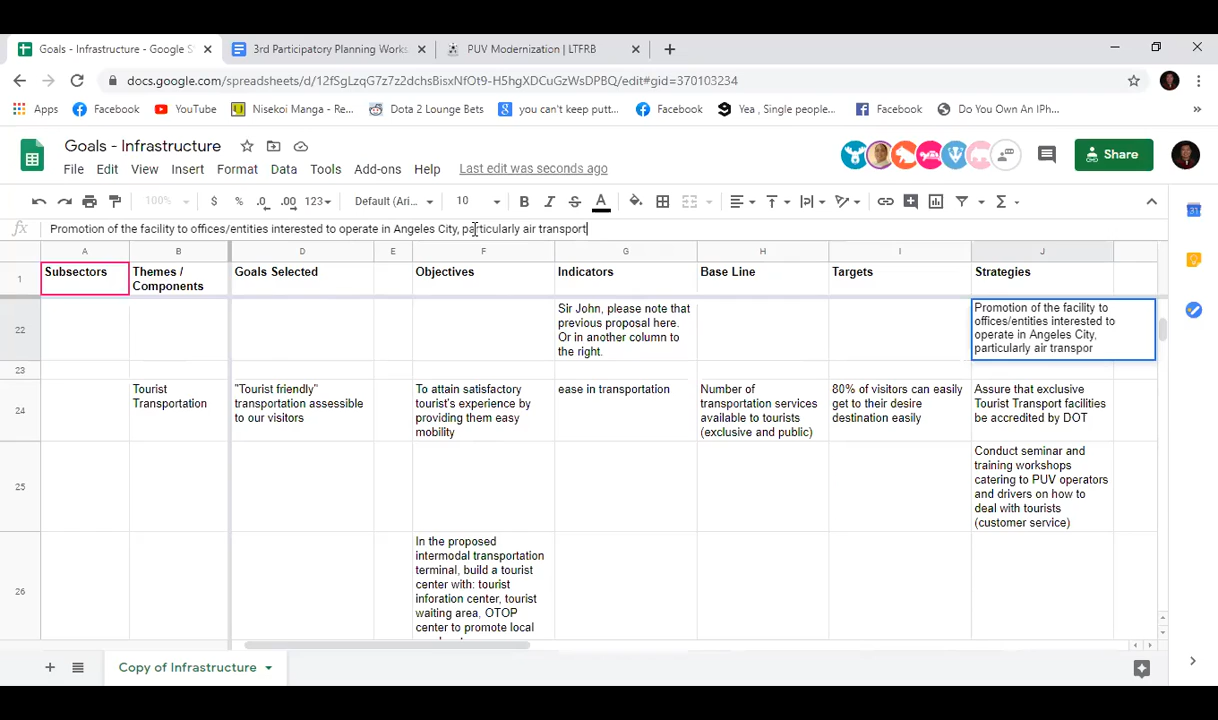 Goals - Infrastructure - Google S
3rd Participatory Planning Works
PUV Modernization | LTFRB
docs.google.com/spreadsheets/d/12fSgLzqG7z7z2dchsBisxNfOt9-H5hgXDCuGzWsDPBQ/edit#gid=370103234
Apps
Facebook
YouTube
Nisekoi Manga - Re...
Dota 2 Lounge Bets
you can't keep putt...
Facebook
Yea , Single people...
Facebook
Do You Own An IPh...
Goals - Infrastructure
Share
File Edit View Insert Format Data Tools Add-ons Help Last edit was seconds ago
100% $ % .0 .00 123 Default (Ari... 10 B I S A
fx Promotion of the facility to offices/entities interested to operate in Angeles City, particularly air transport
A B D E F G H I J
1
Subsectors
Themes /
Components
Goals Selected
Objectives
Indicators
Base Line
Targets
Strategies
22
Sir John, please note that
previous proposal here.
Or in another column to
the right.
Promotion of the facility to
offices/entities interested to
operate in Angeles City,
particularly air transpor
23
24
Tourist
Transportation
"Tourist friendly"
transportation assessible
to our visitors
To attain satisfactory
tourist's experience by
providing them easy
mobility
ease in transportation
Number of
transportation services
available to tourists
(exclusive and public)
80% of visitors can easily
get to their desire
destination easily
Assure that exclusive
Tourist Transport facilities
be accredited by DOT
25
Conduct seminar and
training workshops
catering to PUV operators
and drivers on how to
deal with tourists
(customer service)
26
In the proposed
intermodal transportation
terminal, build a tourist
center with: tourist
inforation center, tourist
waiting area, OTOP
center to promote local
Copy of Infrastructure
31